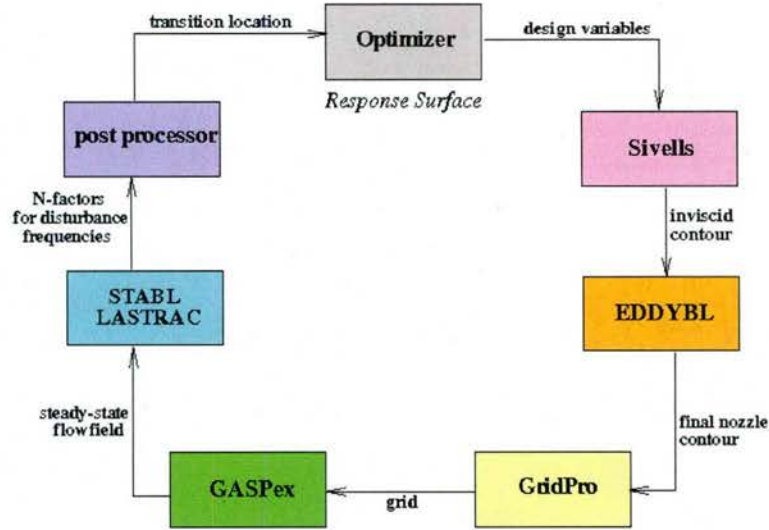 transition location
Optimizer
design variables
Response Surface
post processor
Sivells
N-factors
for disturbance
frequencies
inviscid
contour
STABL
LASTRAC
EDDYBL
steady-state
flowfield
final nozzle
contour
GASPex
grid
GridPro